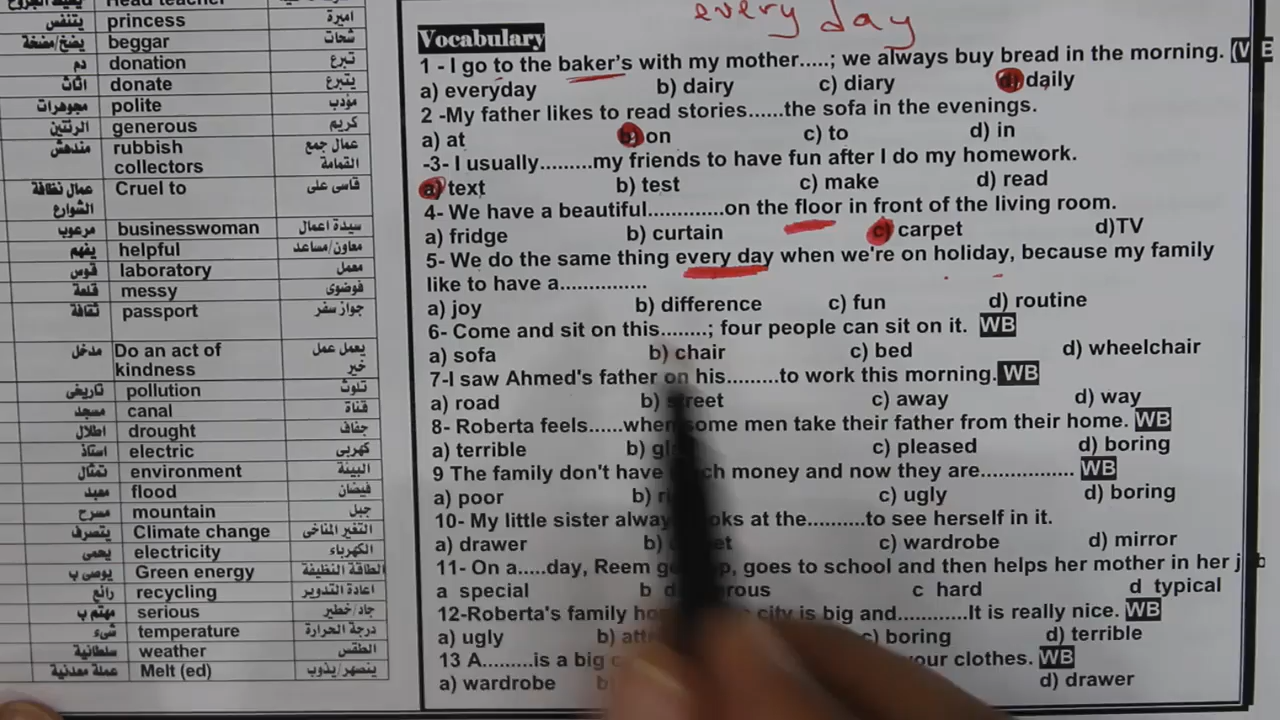 every day
Head teacher
يتنفس princess اميرة
يضخ/مضخة beggar شحات
دم donation تبرع
اثاث donate يتبرع
مجوهرات polite مؤدب
الرئتين generous كريم
مندهش rubbish collectors عمال جمع القمامة
عمال نظافة الشوارع Cruel to قاسى على
مرعوب businesswoman سيدة اعمال
يفهم helpful معاون/مساعد
قوس laboratory معمل
قلعة messy فوضوى
ثقافة passport جواز سفر
مدخل Do an act of kindness يعمل عمل خير
تاريخى pollution تلوث
مسجد canal قناة
اطلال drought جفاف
استاذ electric كهربى
تمثال environment البيئة
معبد flood فيضان
مسرح mountain جبل
يتصرف Climate change التغير المناخى
يحمى electricity الكهرباء
يوصى ب Green energy الطاقة النظيفة
رائع recycling اعادة التدوير
مهتم ب serious جاد/خطير
شىء temperature درجة الحرارة
سلطانية weather الطقس
عملة معدنية Melt (ed) ينصهر/يذوب
Vocabulary
1 - I go to the baker's with my mother.....; we always buy bread in the morning.
a) everyday b) dairy c) diary d) daily
2 -My father likes to read stories......the sofa in the evenings.
a) at b) on c) to d) in
-3- I usually.........my friends to have fun after I do my homework.
a) text b) test c) make d) read
4- We have a beautiful.............on the floor in front of the living room.
a) fridge b) curtain c) carpet d)TV
5- We do the same thing every day when we're on holiday, because my family
like to have a...............
a) joy b) difference c) fun d) routine
6- Come and sit on this........; four people can sit on it. WB
a) sofa b) chair c) bed d) wheelchair
7-I saw Ahmed's father on his.........to work this morning. WB
a) road b) street c) away d) way
8- Roberta feels......when some men take their father from their home. WB
a) terrible b) c) pleased d) boring
9 The family don't have money and now they are............... WB
a) poor b) c) ugly d) boring
10- My little sister at the..........to see herself in it.
a) drawer b) c) wardrobe d) mirror
11- On a.....day, Reem goes to school and then helps her mother in her
a special b c hard d typical
12-Roberta's family city is big and............It is really nice. WB
a) ugly b) c) boring d) terrible
13 A.........is a big your clothes. WB
a) wardrobe d) drawer